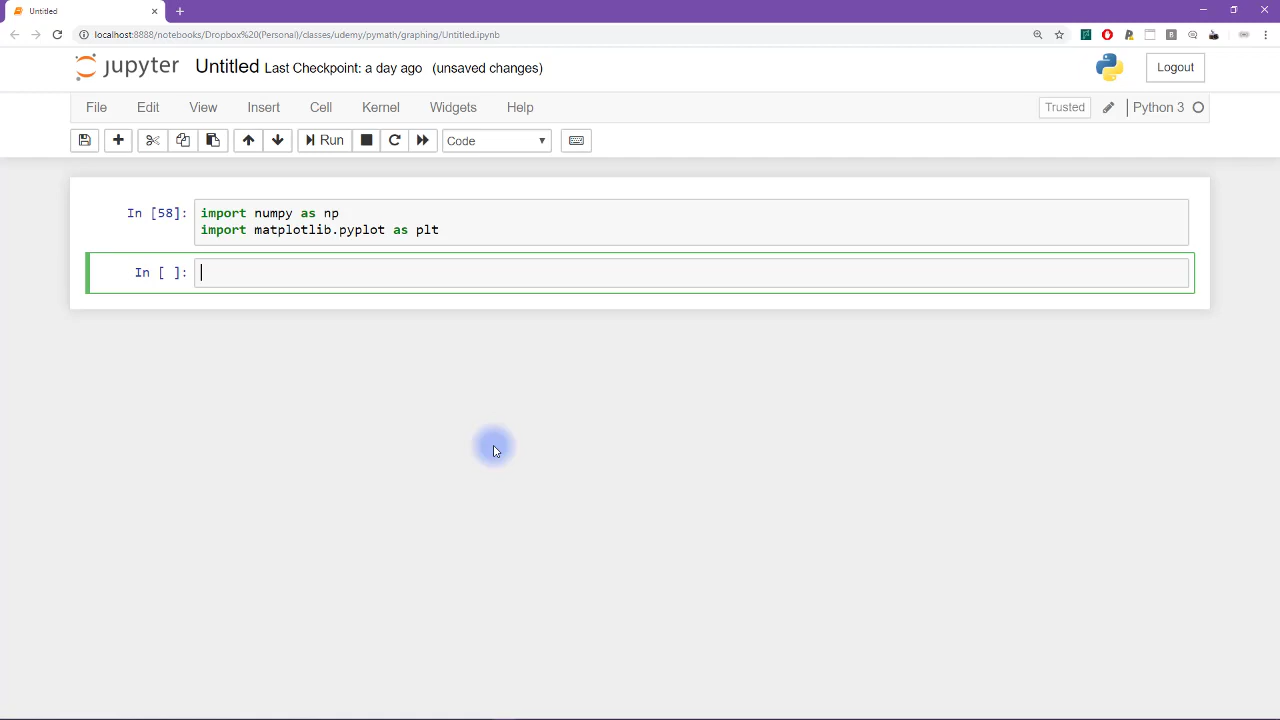 Untitled
localhost:8888/notebooks/Dropbox%20(Personal)/classes/udemy/pymath/graphing/Untitled.ipynb
jupyter Untitled Last Checkpoint: a day ago (unsaved changes) Logout
File Edit View Insert Cell Kernel Widgets Help Trusted Python 3
Run Code
In [58]: import numpy as np
import matplotlib.pyplot as plt
In [ ]: